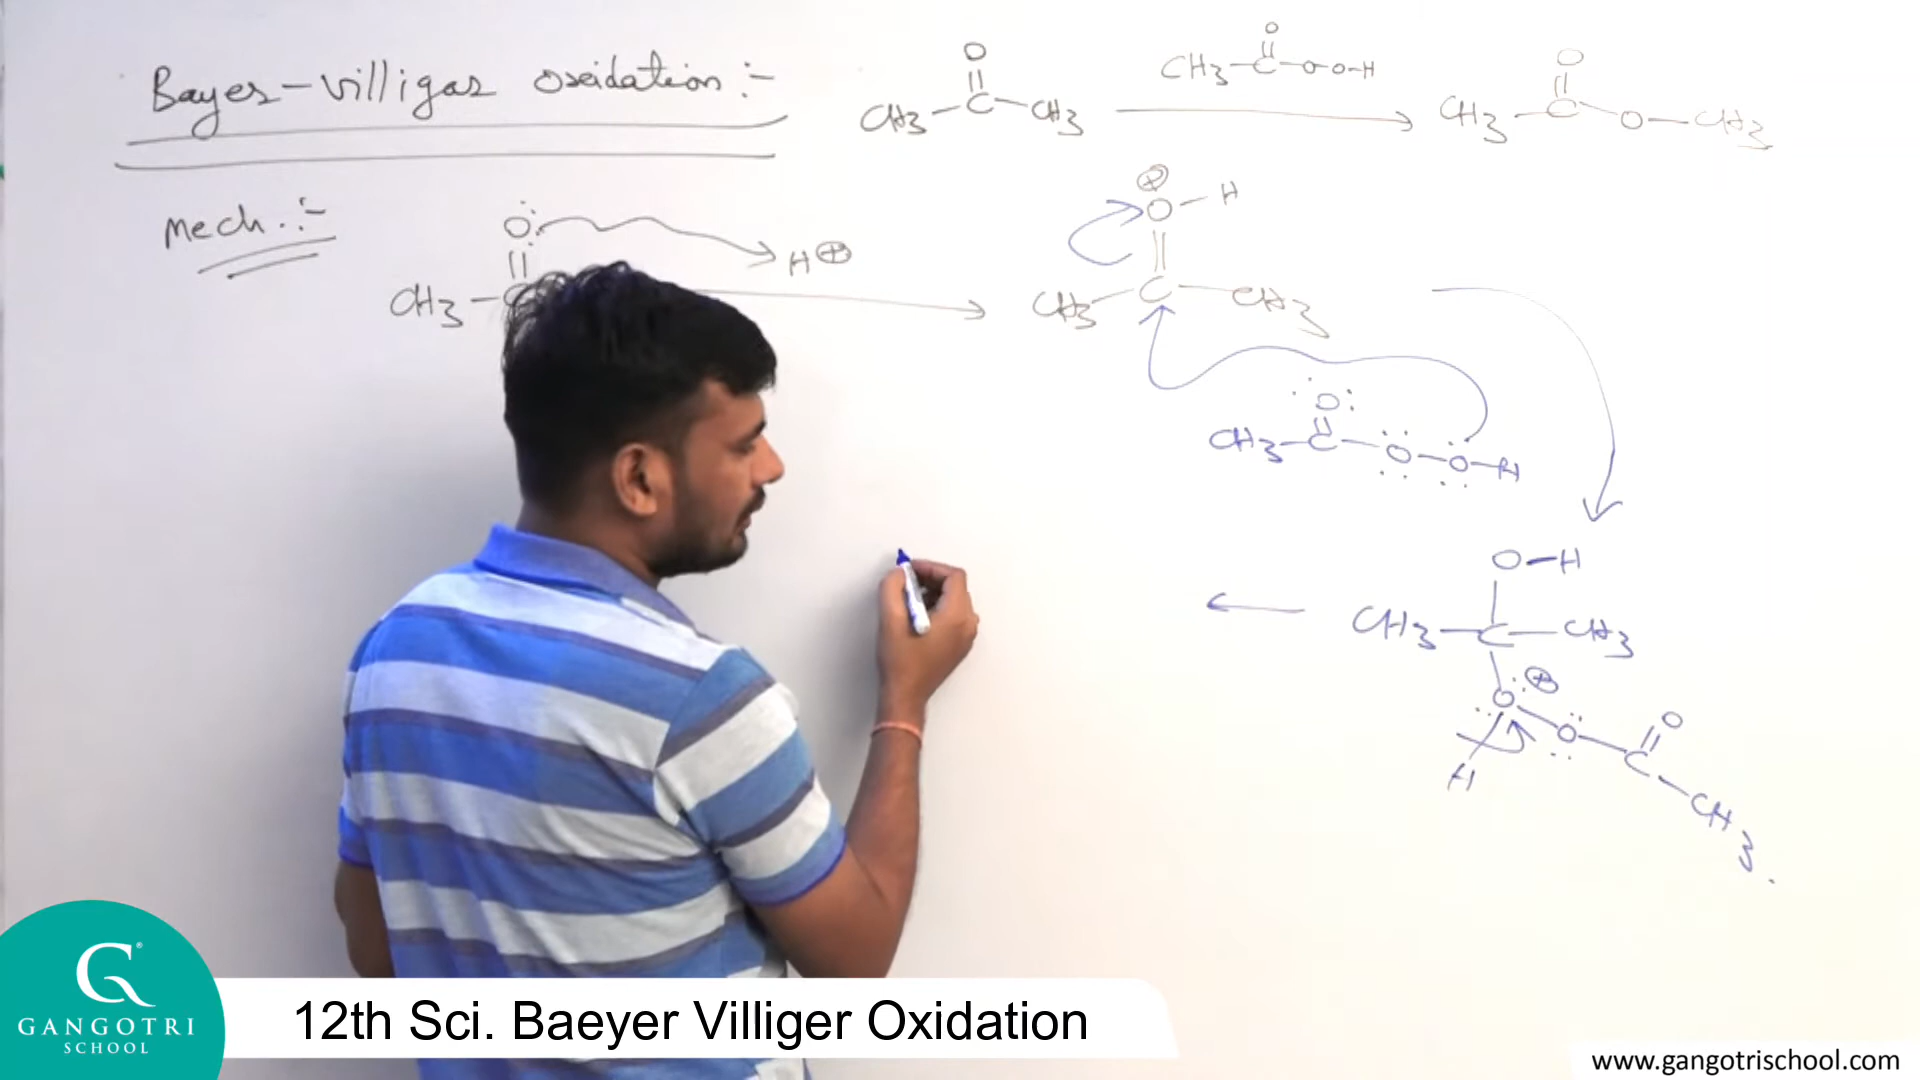 Bayer-villigar oxidation :-
O
CH3-C-CH3
O
CH3-C-O-O-H
O
CH3-C-O-CH3
Mech.:-
O
CH3-
H⊕
⊕
O-H
CH3-C-CH3
O
CH3-C-O-O-H
O-H
CH3-C-CH3
O ⊕
H
O
O
C
CH3.
G®
GANGOTRI
SCHOOL
12th Sci. Baeyer Villiger Oxidation
www.gangotrischool.com